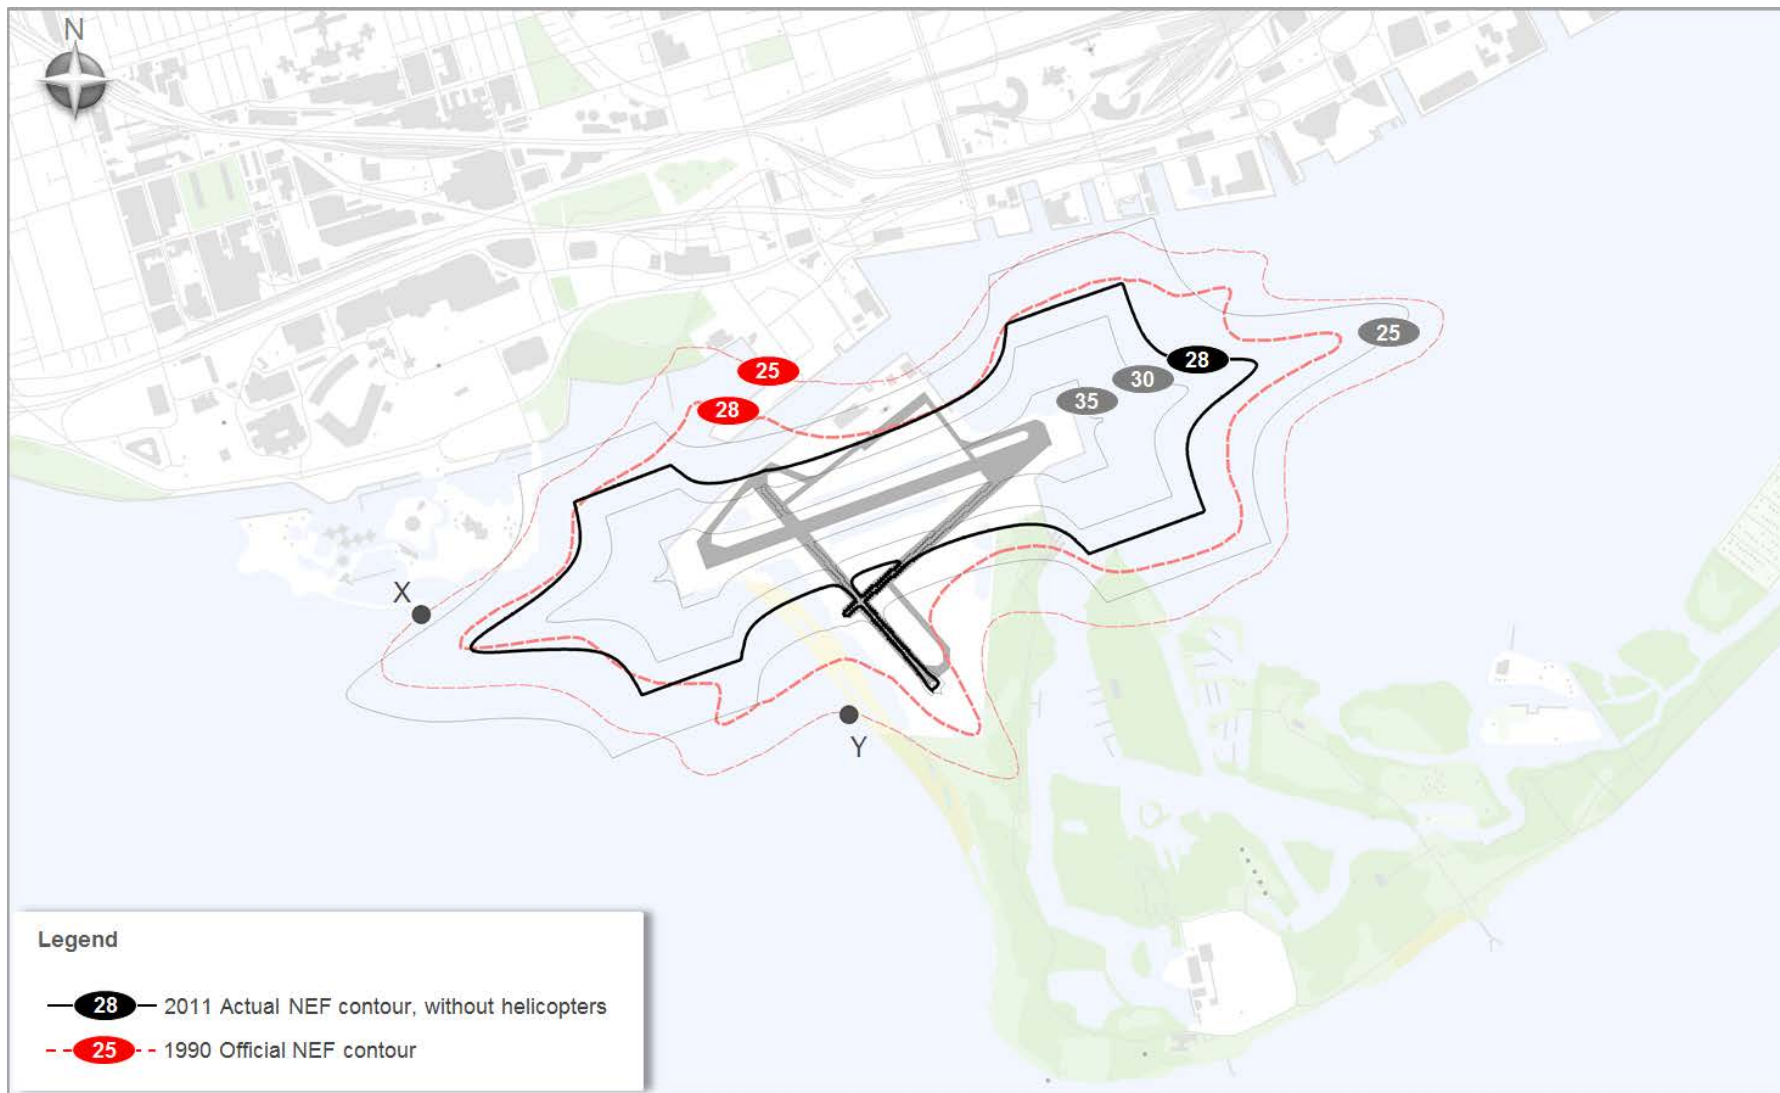 N
25
28
28
25
30
35
X
Y
Legend
28 2011 Actual NEF contour, without helicopters
25 1990 Official NEF contour